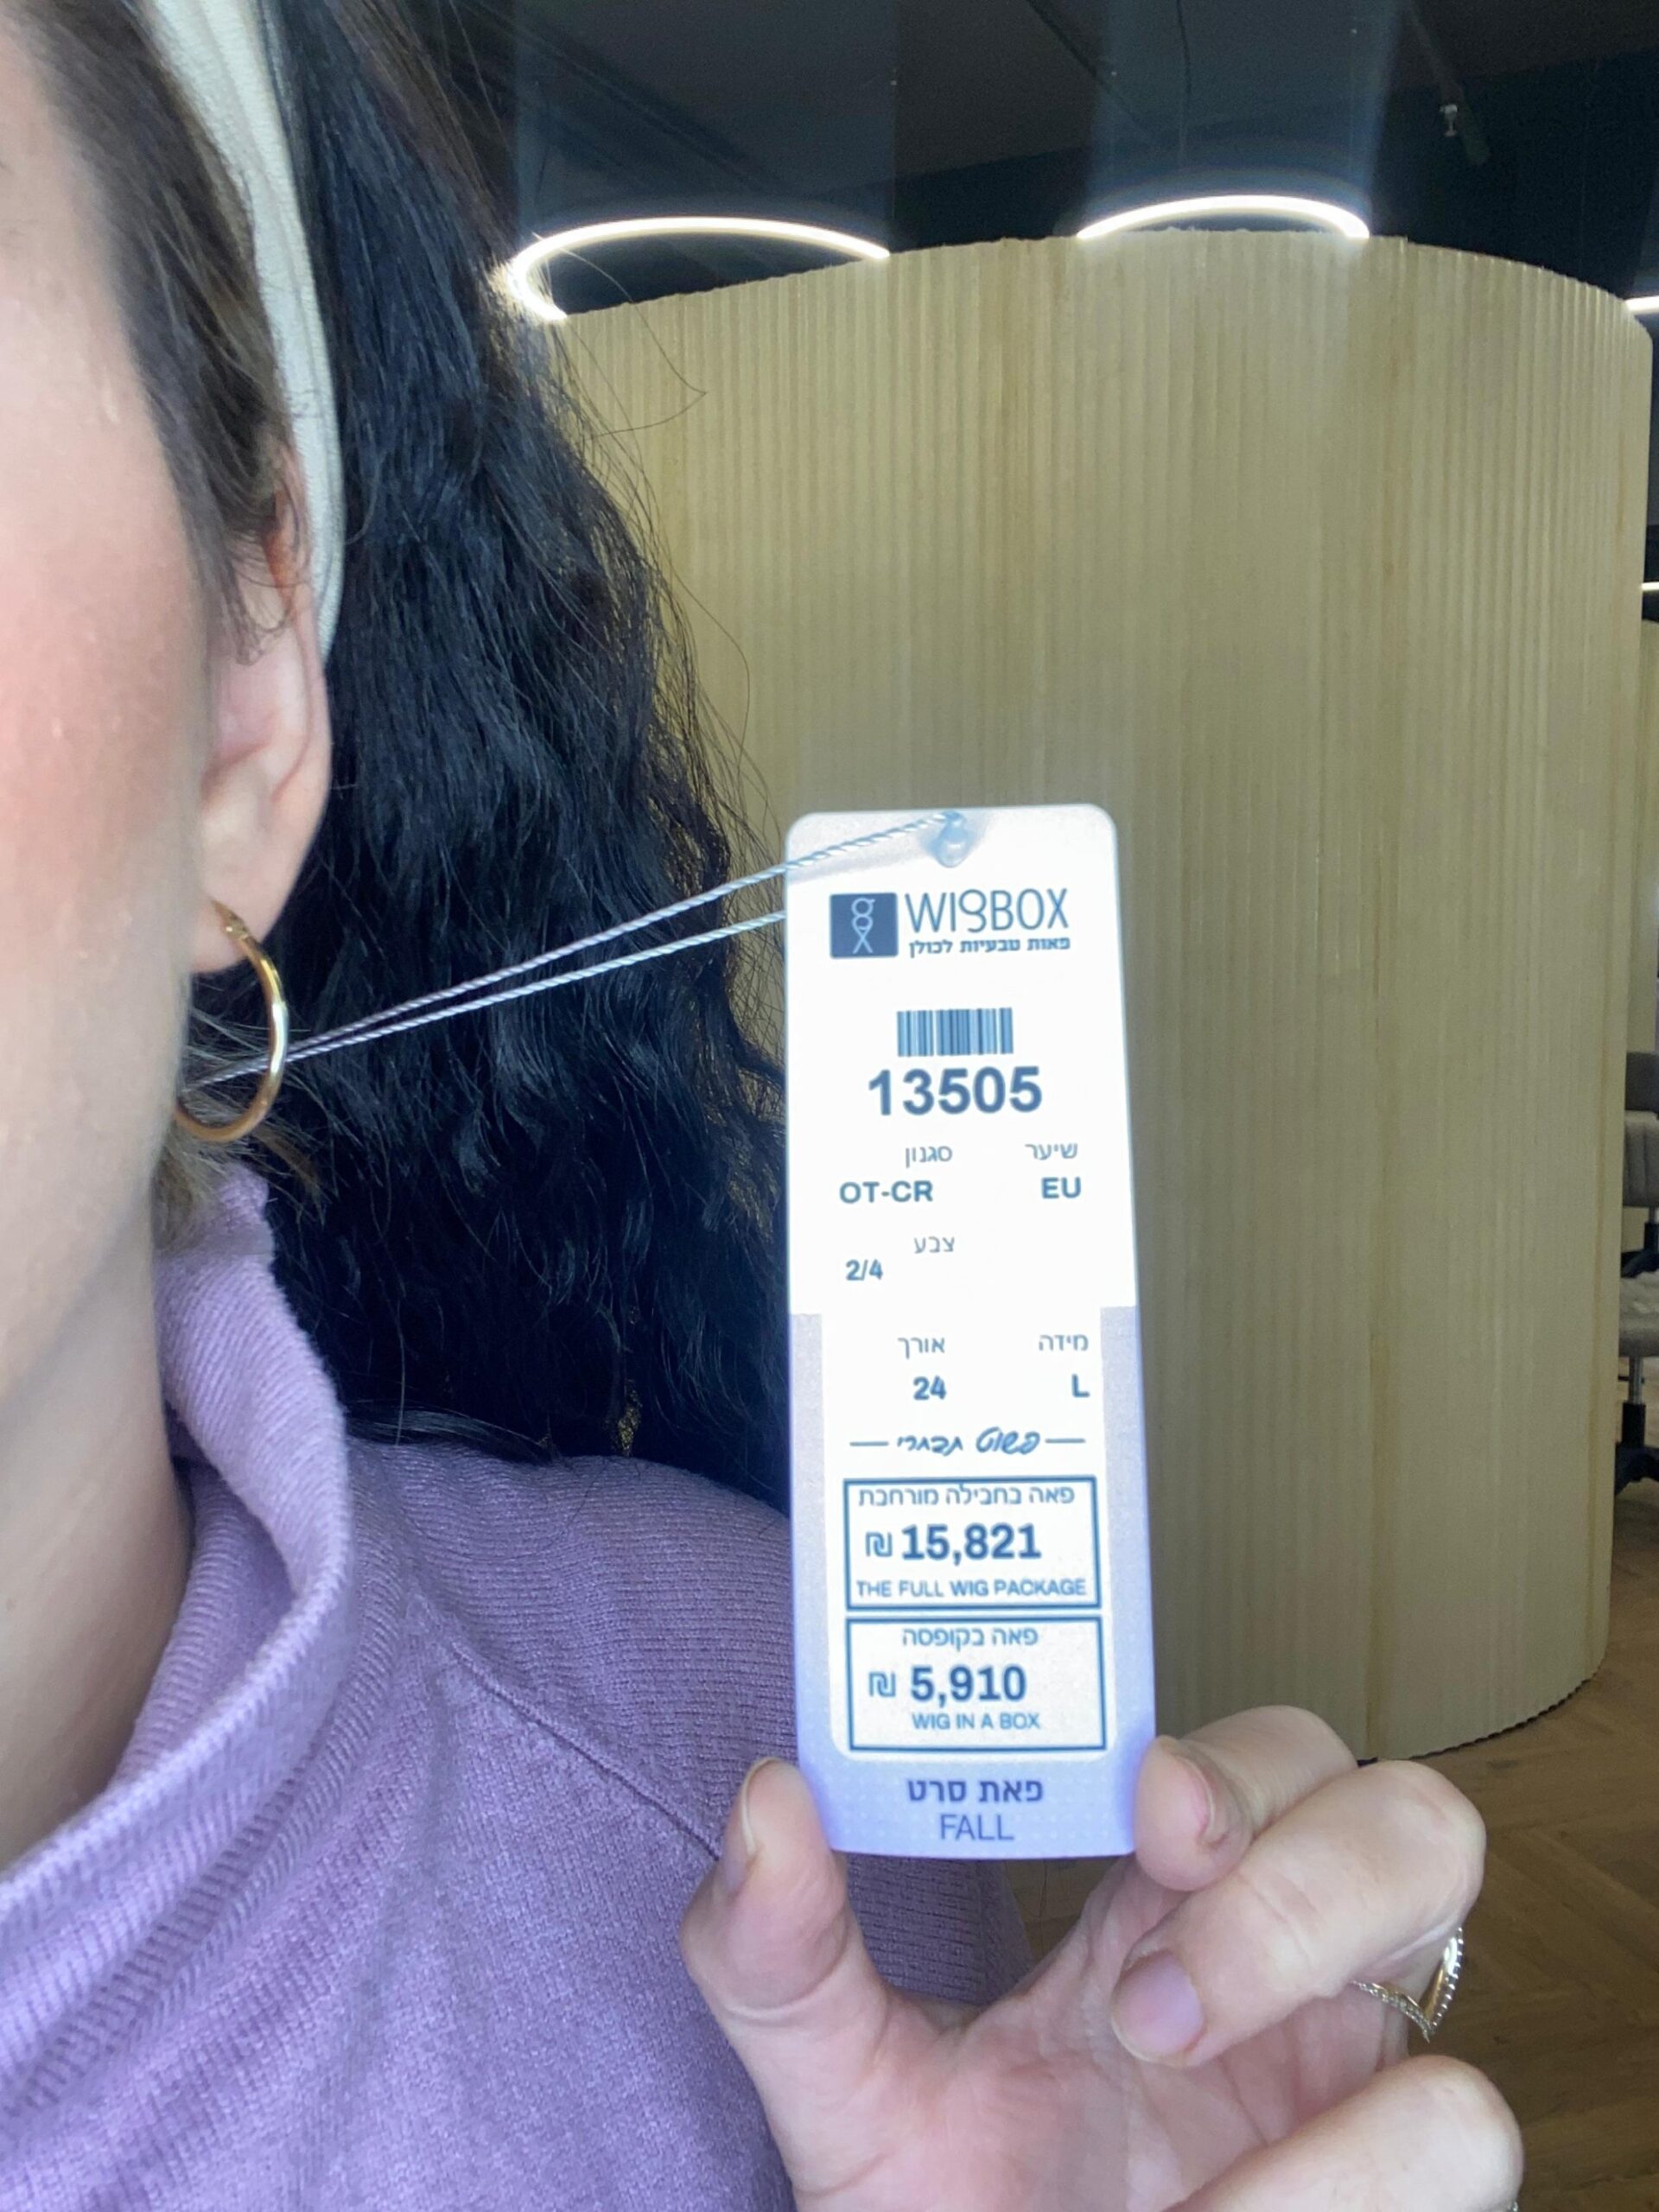 WIGBOX
פאות טבעיות לכולן
13505
שיער סגנון
EU OT-CR
צבע
2/4
מידה אורך
L 24
פשוט תבחרי
פאה בחבילה מורחבת
₪ 15,821
THE FULL WIG PACKAGE
פאה בקופסה
₪ 5,910
WIG IN A BOX
פאת סרט
FALL